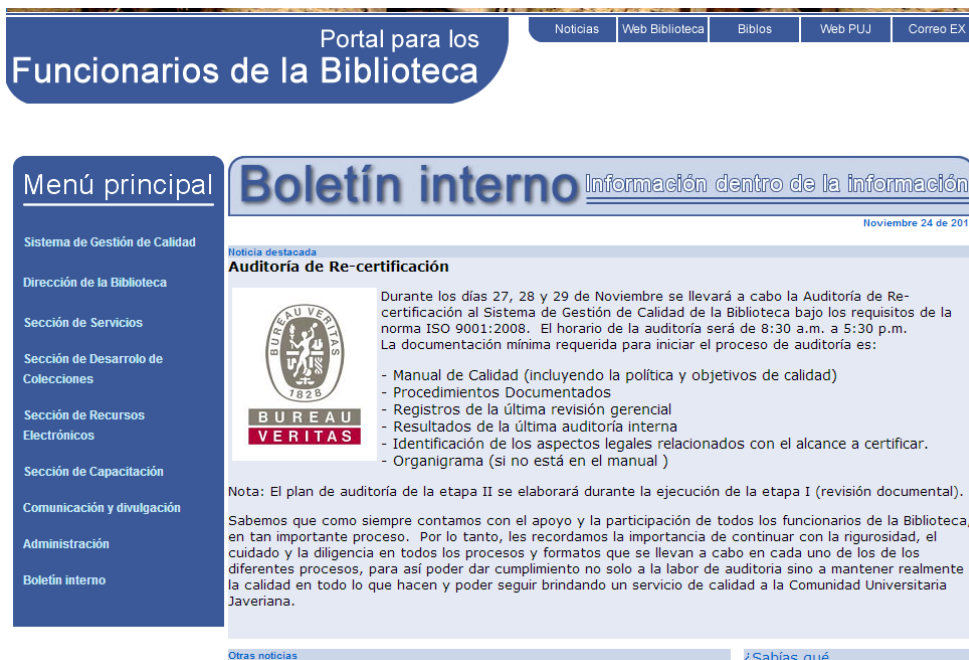 Portal para los
Funcionarios de la Biblioteca
Noticias
Web Biblioteca
Biblos
Web PUJ
Correo EX
Menú principal
Sistema de Gestión de Calidad
Dirección de la Biblioteca
Sección de Servicios
Sección de Desarrolo de
Colecciones
Sección de Recursos
Electrónicos
Sección de Capacitación
Comunicación y divulgación
Administración
Boletin interno
Boletín interno Información dentro de la información
Noviembre 24 de 201
Noticia destacada
Auditoría de Re-certificación
BUREAU VERITAS
1828
BUREAU
VERITAS
Durante los días 27, 28 y 29 de Noviembre se llevará a cabo la Auditoría de Re-
certificación al Sistema de Gestión de Calidad de la Biblioteca bajo los requisitos de la
norma ISO 9001:2008. El horario de la auditoría será de 8:30 a.m. a 5:30 p.m.
La documentación mínima requerida para iniciar el proceso de auditoría es:
- Manual de Calidad (incluyendo la política y objetivos de calidad)
- Procedimientos Documentados
- Registros de la última revisión gerencial
- Resultados de la última auditoría interna
- Identificación de los aspectos legales relacionados con el alcance a certificar.
- Organigrama (si no está en el manual )
Nota: El plan de auditoría de la etapa II se elaborará durante la ejecución de la etapa I (revisión documental).
Sabemos que como siempre contamos con el apoyo y la participación de todos los funcionarios de la Biblioteca,
en tan importante proceso. Por lo tanto, les recordamos la importancia de continuar con la rigurosidad, el
cuidado y la diligencia en todos los procesos y formatos que se llevan a cabo en cada uno de los de los
diferentes procesos, para así poder dar cumplimiento no solo a la labor de auditoria sino a mantener realmente
la calidad en todo lo que hacen y poder seguir brindando un servicio de calidad a la Comunidad Universitaria
Javeriana.
Otras noticias
¿Sabías qué